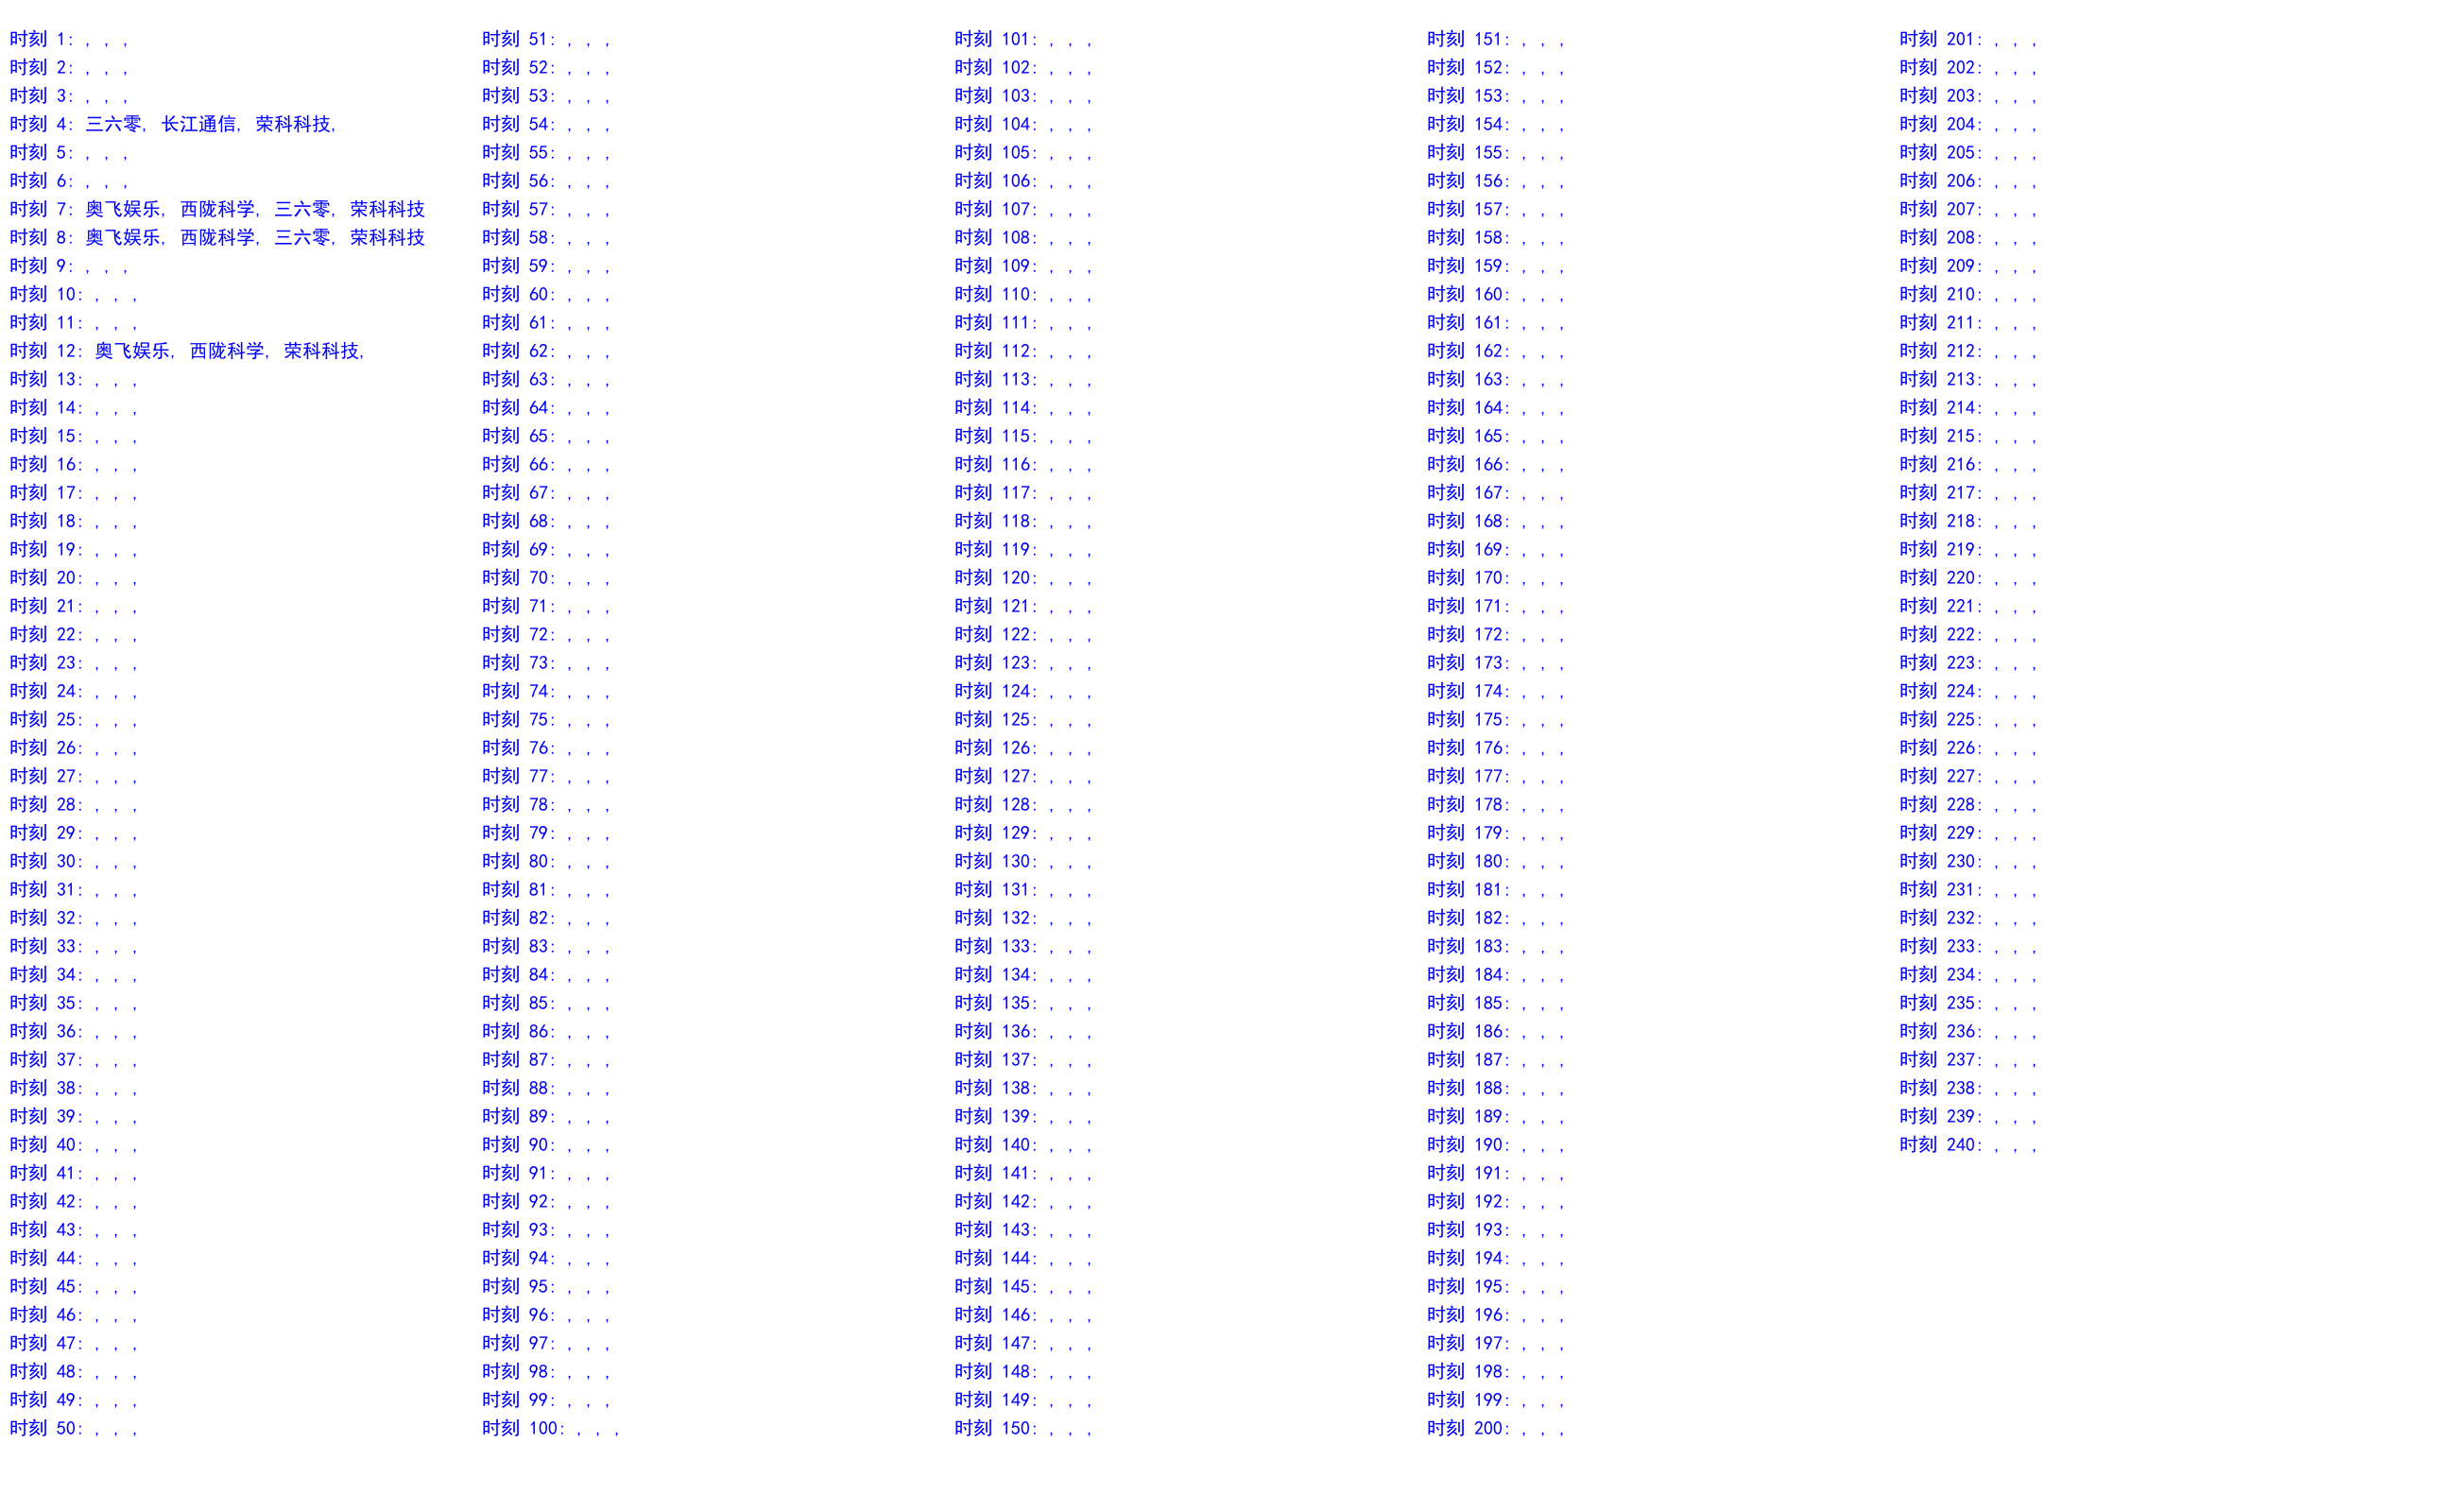 时刻 1: , , ,
时刻 2: , , ,
时刻 3: , , ,
时刻 4: 三六零, 长江通信, 荣科科技,
时刻 5: , , ,
时刻 6: , , ,
时刻 7: 奥飞娱乐, 西陇科学, 三六零, 荣科科技
时刻 8: 奥飞娱乐, 西陇科学, 三六零, 荣科科技
时刻 9: , , ,
时刻 10: , , ,
时刻 11: , , ,
时刻 12: 奥飞娱乐, 西陇科学, 荣科科技,
时刻 13: , , ,
时刻 14: , , ,
时刻 15: , , ,
时刻 16: , , ,
时刻 17: , , ,
时刻 18: , , ,
时刻 19: , , ,
时刻 20: , , ,
时刻 21: , , ,
时刻 22: , , ,
时刻 23: , , ,
时刻 24: , , ,
时刻 25: , , ,
时刻 26: , , ,
时刻 27: , , ,
时刻 28: , , ,
时刻 29: , , ,
时刻 30: , , ,
时刻 31: , , ,
时刻 32: , , ,
时刻 33: , , ,
时刻 34: , , ,
时刻 35: , , ,
时刻 36: , , ,
时刻 37: , , ,
时刻 38: , , ,
时刻 39: , , ,
时刻 40: , , ,
时刻 41: , , ,
时刻 42: , , ,
时刻 43: , , ,
时刻 44: , , ,
时刻 45: , , ,
时刻 46: , , ,
时刻 47: , , ,
时刻 48: , , ,
时刻 49: , , ,
时刻 50: , , ,
时刻 51: , , ,
时刻 52: , , ,
时刻 53: , , ,
时刻 54: , , ,
时刻 55: , , ,
时刻 56: , , ,
时刻 57: , , ,
时刻 58: , , ,
时刻 59: , , ,
时刻 60: , , ,
时刻 61: , , ,
时刻 62: , , ,
时刻 63: , , ,
时刻 64: , , ,
时刻 65: , , ,
时刻 66: , , ,
时刻 67: , , ,
时刻 68: , , ,
时刻 69: , , ,
时刻 70: , , ,
时刻 71: , , ,
时刻 72: , , ,
时刻 73: , , ,
时刻 74: , , ,
时刻 75: , , ,
时刻 76: , , ,
时刻 77: , , ,
时刻 78: , , ,
时刻 79: , , ,
时刻 80: , , ,
时刻 81: , , ,
时刻 82: , , ,
时刻 83: , , ,
时刻 84: , , ,
时刻 85: , , ,
时刻 86: , , ,
时刻 87: , , ,
时刻 88: , , ,
时刻 89: , , ,
时刻 90: , , ,
时刻 91: , , ,
时刻 92: , , ,
时刻 93: , , ,
时刻 94: , , ,
时刻 95: , , ,
时刻 96: , , ,
时刻 97: , , ,
时刻 98: , , ,
时刻 99: , , ,
时刻 100: , , ,
时刻 101: , , ,
时刻 102: , , ,
时刻 103: , , ,
时刻 104: , , ,
时刻 105: , , ,
时刻 106: , , ,
时刻 107: , , ,
时刻 108: , , ,
时刻 109: , , ,
时刻 110: , , ,
时刻 111: , , ,
时刻 112: , , ,
时刻 113: , , ,
时刻 114: , , ,
时刻 115: , , ,
时刻 116: , , ,
时刻 117: , , ,
时刻 118: , , ,
时刻 119: , , ,
时刻 120: , , ,
时刻 121: , , ,
时刻 122: , , ,
时刻 123: , , ,
时刻 124: , , ,
时刻 125: , , ,
时刻 126: , , ,
时刻 127: , , ,
时刻 128: , , ,
时刻 129: , , ,
时刻 130: , , ,
时刻 131: , , ,
时刻 132: , , ,
时刻 133: , , ,
时刻 134: , , ,
时刻 135: , , ,
时刻 136: , , ,
时刻 137: , , ,
时刻 138: , , ,
时刻 139: , , ,
时刻 140: , , ,
时刻 141: , , ,
时刻 142: , , ,
时刻 143: , , ,
时刻 144: , , ,
时刻 145: , , ,
时刻 146: , , ,
时刻 147: , , ,
时刻 148: , , ,
时刻 149: , , ,
时刻 150: , , ,
时刻 151: , , ,
时刻 152: , , ,
时刻 153: , , ,
时刻 154: , , ,
时刻 155: , , ,
时刻 156: , , ,
时刻 157: , , ,
时刻 158: , , ,
时刻 159: , , ,
时刻 160: , , ,
时刻 161: , , ,
时刻 162: , , ,
时刻 163: , , ,
时刻 164: , , ,
时刻 165: , , ,
时刻 166: , , ,
时刻 167: , , ,
时刻 168: , , ,
时刻 169: , , ,
时刻 170: , , ,
时刻 171: , , ,
时刻 172: , , ,
时刻 173: , , ,
时刻 174: , , ,
时刻 175: , , ,
时刻 176: , , ,
时刻 177: , , ,
时刻 178: , , ,
时刻 179: , , ,
时刻 180: , , ,
时刻 181: , , ,
时刻 182: , , ,
时刻 183: , , ,
时刻 184: , , ,
时刻 185: , , ,
时刻 186: , , ,
时刻 187: , , ,
时刻 188: , , ,
时刻 189: , , ,
时刻 190: , , ,
时刻 191: , , ,
时刻 192: , , ,
时刻 193: , , ,
时刻 194: , , ,
时刻 195: , , ,
时刻 196: , , ,
时刻 197: , , ,
时刻 198: , , ,
时刻 199: , , ,
时刻 200: , , ,
时刻 201: , , ,
时刻 202: , , ,
时刻 203: , , ,
时刻 204: , , ,
时刻 205: , , ,
时刻 206: , , ,
时刻 207: , , ,
时刻 208: , , ,
时刻 209: , , ,
时刻 210: , , ,
时刻 211: , , ,
时刻 212: , , ,
时刻 213: , , ,
时刻 214: , , ,
时刻 215: , , ,
时刻 216: , , ,
时刻 217: , , ,
时刻 218: , , ,
时刻 219: , , ,
时刻 220: , , ,
时刻 221: , , ,
时刻 222: , , ,
时刻 223: , , ,
时刻 224: , , ,
时刻 225: , , ,
时刻 226: , , ,
时刻 227: , , ,
时刻 228: , , ,
时刻 229: , , ,
时刻 230: , , ,
时刻 231: , , ,
时刻 232: , , ,
时刻 233: , , ,
时刻 234: , , ,
时刻 235: , , ,
时刻 236: , , ,
时刻 237: , , ,
时刻 238: , , ,
时刻 239: , , ,
时刻 240: , , ,